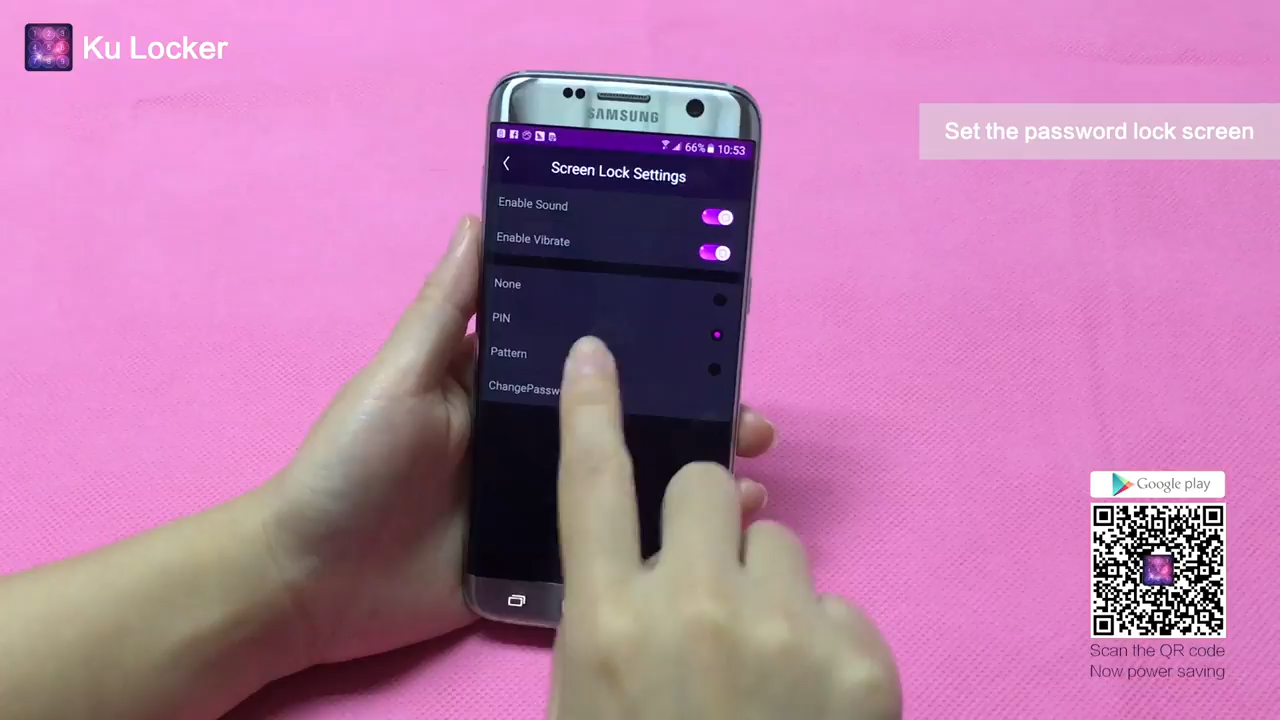 Ku Locker
SAMSUNG
66% 10:53
Set the password lock screen
Screen Lock Settings
Enable Sound
Enable Vibrate
None
PIN
Pattern
ChangePassw
Google play
Scan the QR code
Now power saving